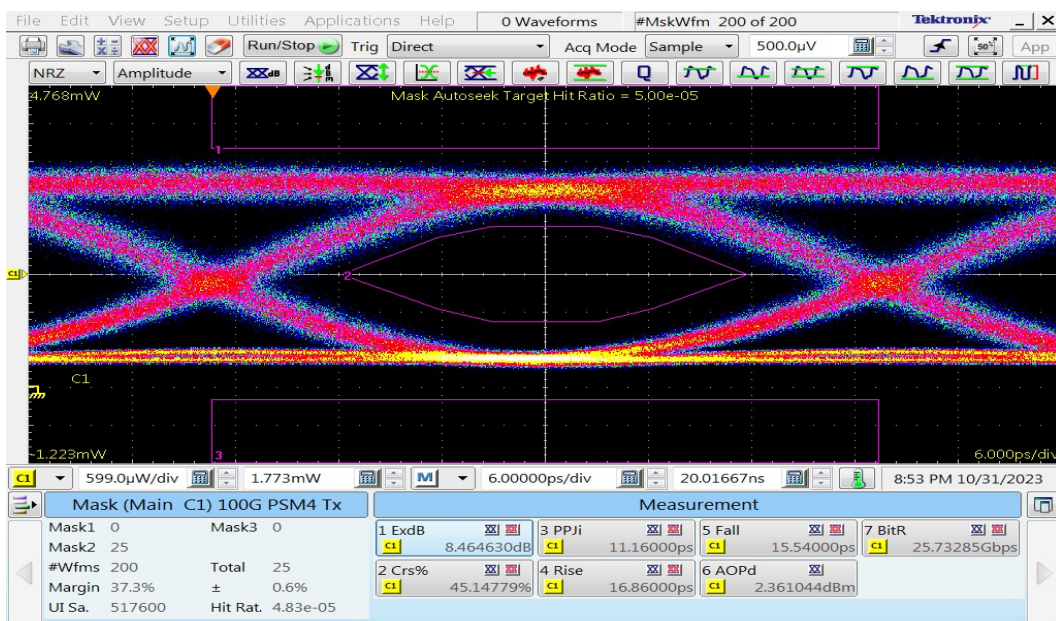 File Edit View Setup Utilities Applications Help 0 Waveforms #MskWfm 200 of 200 Tektronix
Run/Stop Trig Direct Acq Mode Sample 500.0µV 50% App
NRZ Amplitude
4.768mW Mask Autoseek Target Hit Ratio = 5.00e-05
1
C1 2
C1
-1.223mW 3 6.000ps/div
C1 599.0µW/div 1.773mW M 6.00000ps/div 20.01667ns 8:53 PM 10/31/2023
Mask (Main C1) 100G PSM4 Tx Measurement
Mask1 0 Mask3 0 1 ExdB 3 PPJi 5 Fall 7 BitR
Mask2 25 C1 8.464630dB C1 11.16000ps C1 15.54000ps C1 25.73285Gbps
#Wfms 200 Total 25 2 Crs% 4 Rise 6 AOPd
Margin 37.3% ± 0.6% C1 45.14779% C1 16.86000ps C1 2.361044dBm
UI Sa. 517600 Hit Rat. 4.83e-05